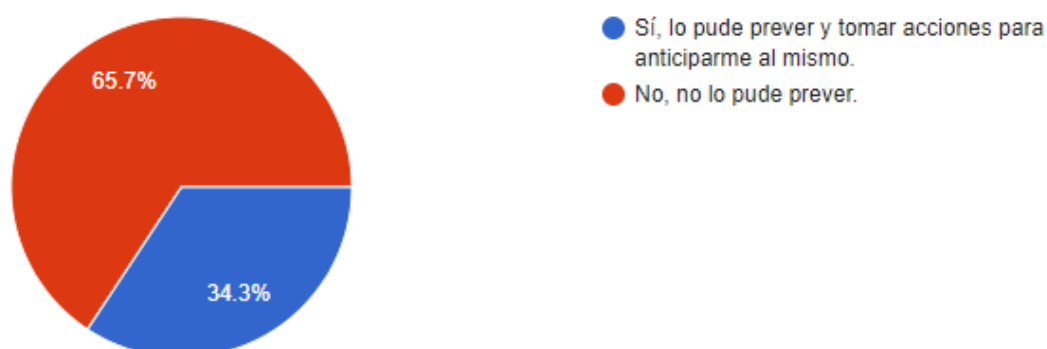 65.7%
34.3%
Sí, lo pude prever y tomar acciones para
anticiparme al mismo.
No, no lo pude prever.